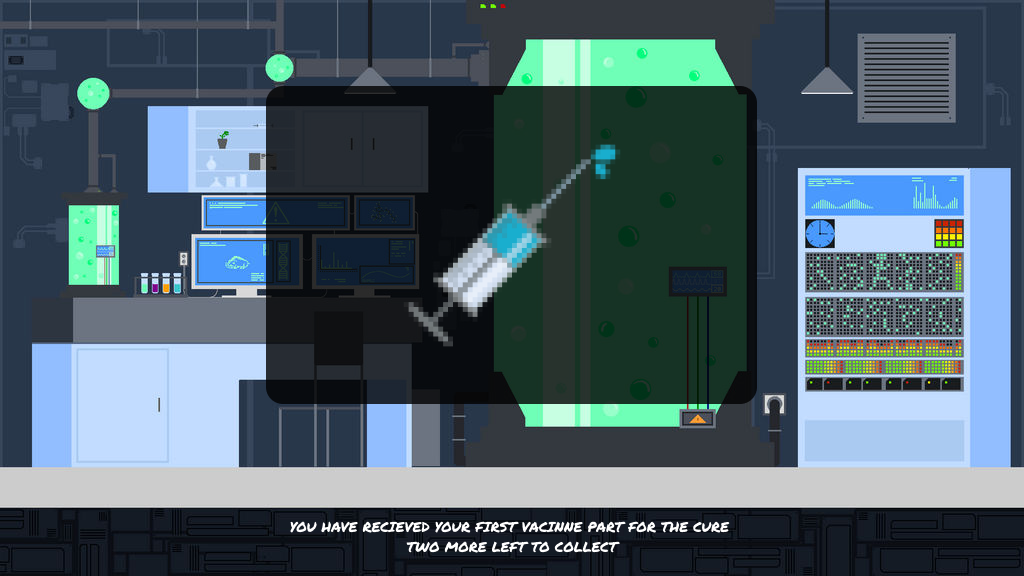 YOU HAVE RECIEVED YOUR FIRST VACINNE PART FOR THE CURE
TWO MORE LEFT TO COLLECT